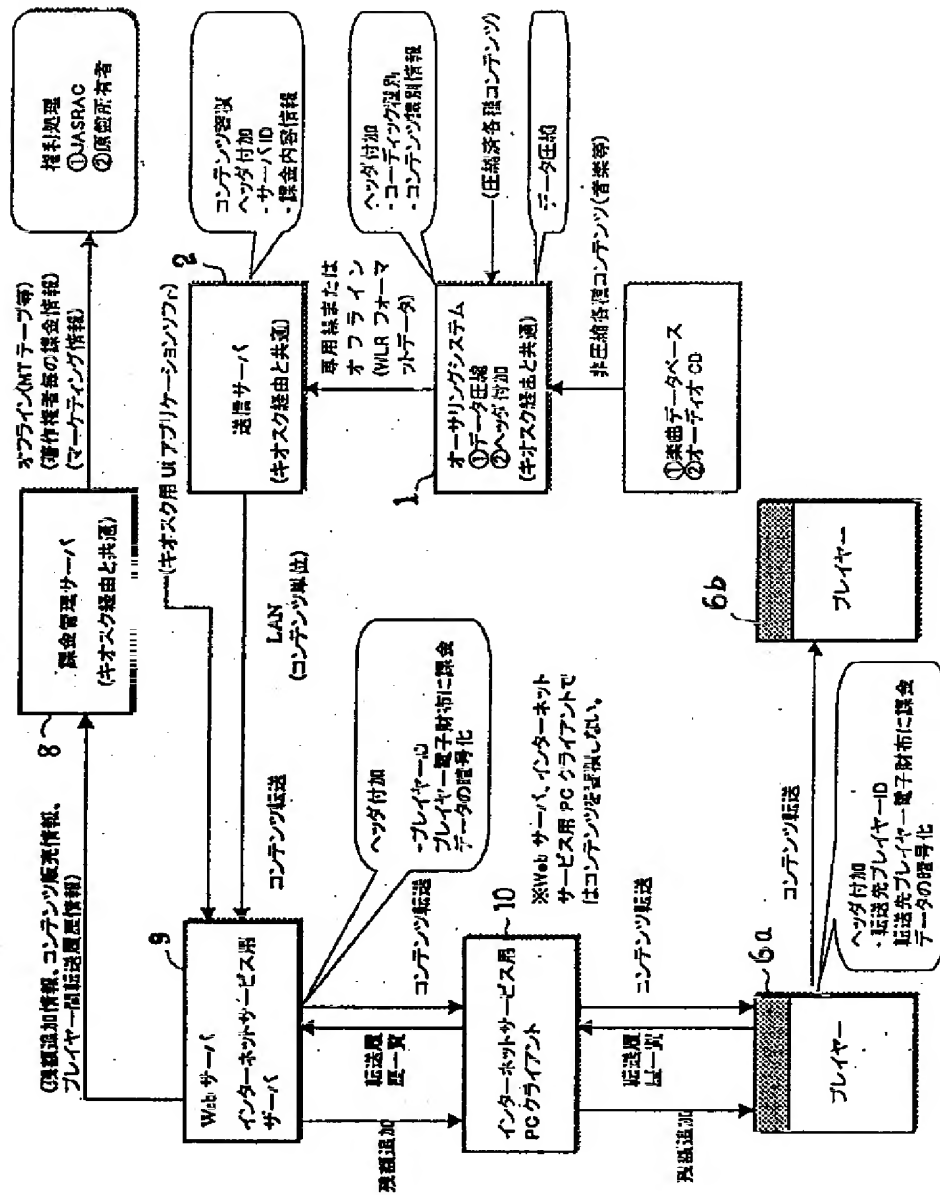 権利処理
①JASRAC
②原盤所有者
オフライン(MTテープ等)
(著作権者毎の課金情報)
(マーケティング情報)
8
課金管理サーバ
(キオスク経由と共通)
(残額追加情報、コンテンツ販売情報、
プレイヤー間転送履歴情報)
コンテンツ蓄積
ヘッダ付加
・サーバID
・課金内容情報
2
送信サーバ
(キオスク経由と共通)
(キオスク用UIアプリケーションソフト)
LAN
(コンテンツ単位)
コンテンツ転送
ヘッダ付加
・コーディング種別
・コンテンツ識別情報
専用線または
オフライン
(WLRフォーマ
ットデータ)
(圧縮済各種コンテンツ)
データ圧縮
1
オーサリングシステム
①データ圧縮
②ヘッダ付加
(キオスク経由と共通)
非圧縮各種コンテンツ(音楽等)
①楽曲データベース
②オーディオCD
9
Webサーバ
インターネットサービス用
サーバ
ヘッダ付加
・プレイヤーID
プレイヤー電子財布に課金
データの暗号化
※Webサーバ、インターネット
サービス用PCクライアントで
はコンテンツを蓄積しない。
残額追加
転送履
歴一覧
コンテンツ転送
10
インターネットサービス用
PCクライアント
残額追加
転送履
歴一覧
コンテンツ転送
6a
プレイヤー
コンテンツ転送
ヘッダ付加
・転送先プレイヤーID
転送先プレイヤー電子財布に課金
データの暗号化
6b
プレイヤー